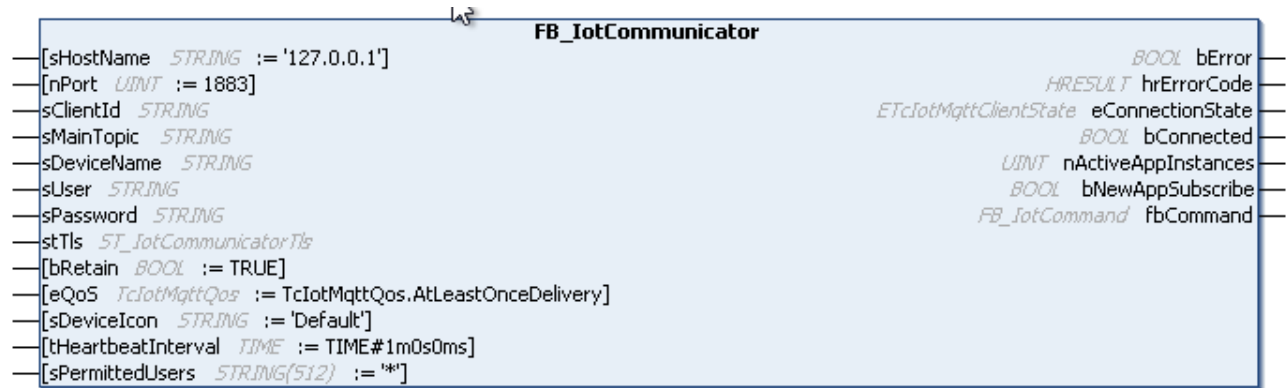 FB_IotCommunicator
[sHostName STRING := '127.0.0.1'] BOOL bError
[nPort UINT := 1883] HRESULT hrErrorCode
sClientId STRING ETcIotMqttClientState eConnectionState
sMainTopic STRING BOOL bConnected
sDeviceName STRING UINT nActiveAppInstances
sUser STRING BOOL bNewAppSubscribe
sPassword STRING FB_IotCommand fbCommand
stTls ST_IotCommunicatorTls
[bRetain BOOL := TRUE]
[eQoS TcIotMqttQos := TcIotMqttQos.AtLeastOnceDelivery]
[sDeviceIcon STRING := 'Default']
[tHeartbeatInterval TIME := TIME#1m0s0ms]
[sPermittedUsers STRING(512) := '*']